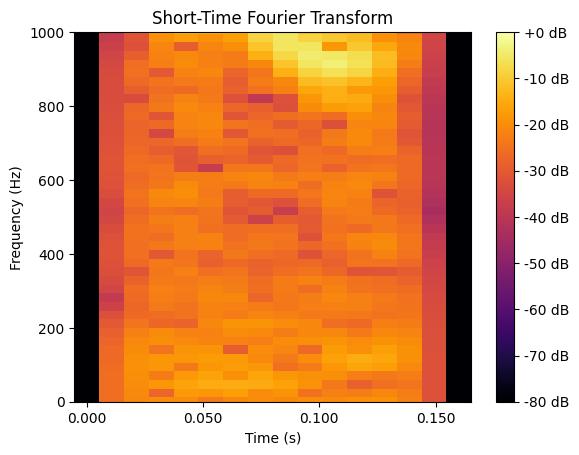 Short-Time Fourier Transform
1000
800
600
400
200
0
Frequency (Hz)
0.000
0.050
0.100
0.150
Time (s)
+0 dB
-10 dB
-20 dB
-30 dB
-40 dB
-50 dB
-60 dB
-70 dB
-80 dB